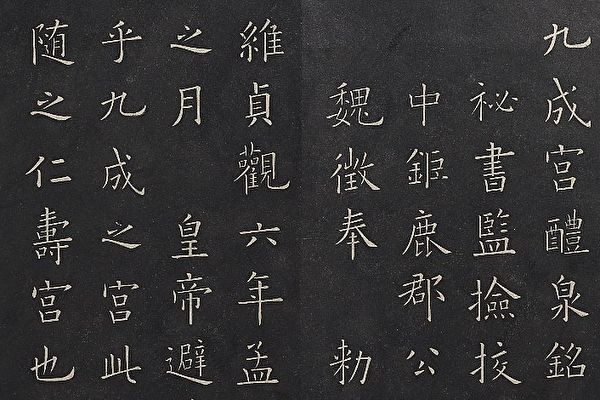 九成宮醴泉銘
祕書監撿挍
中鉅鹿郡公
魏徵奉 勅
維貞觀六年孟
之月 皇帝避
乎九成之宮此
随之仁壽宮也